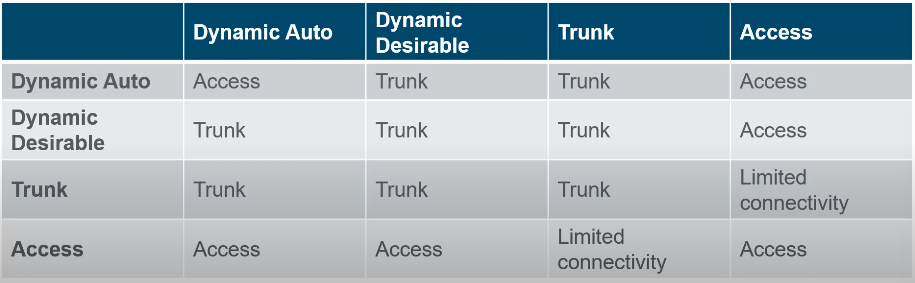 Dynamic Auto Dynamic Desirable Trunk Access
Dynamic Auto Access Trunk Trunk Access
Dynamic Desirable Trunk Trunk Trunk Access
Trunk Trunk Trunk Trunk Limited connectivity
Access Access Access Limited connectivity Access